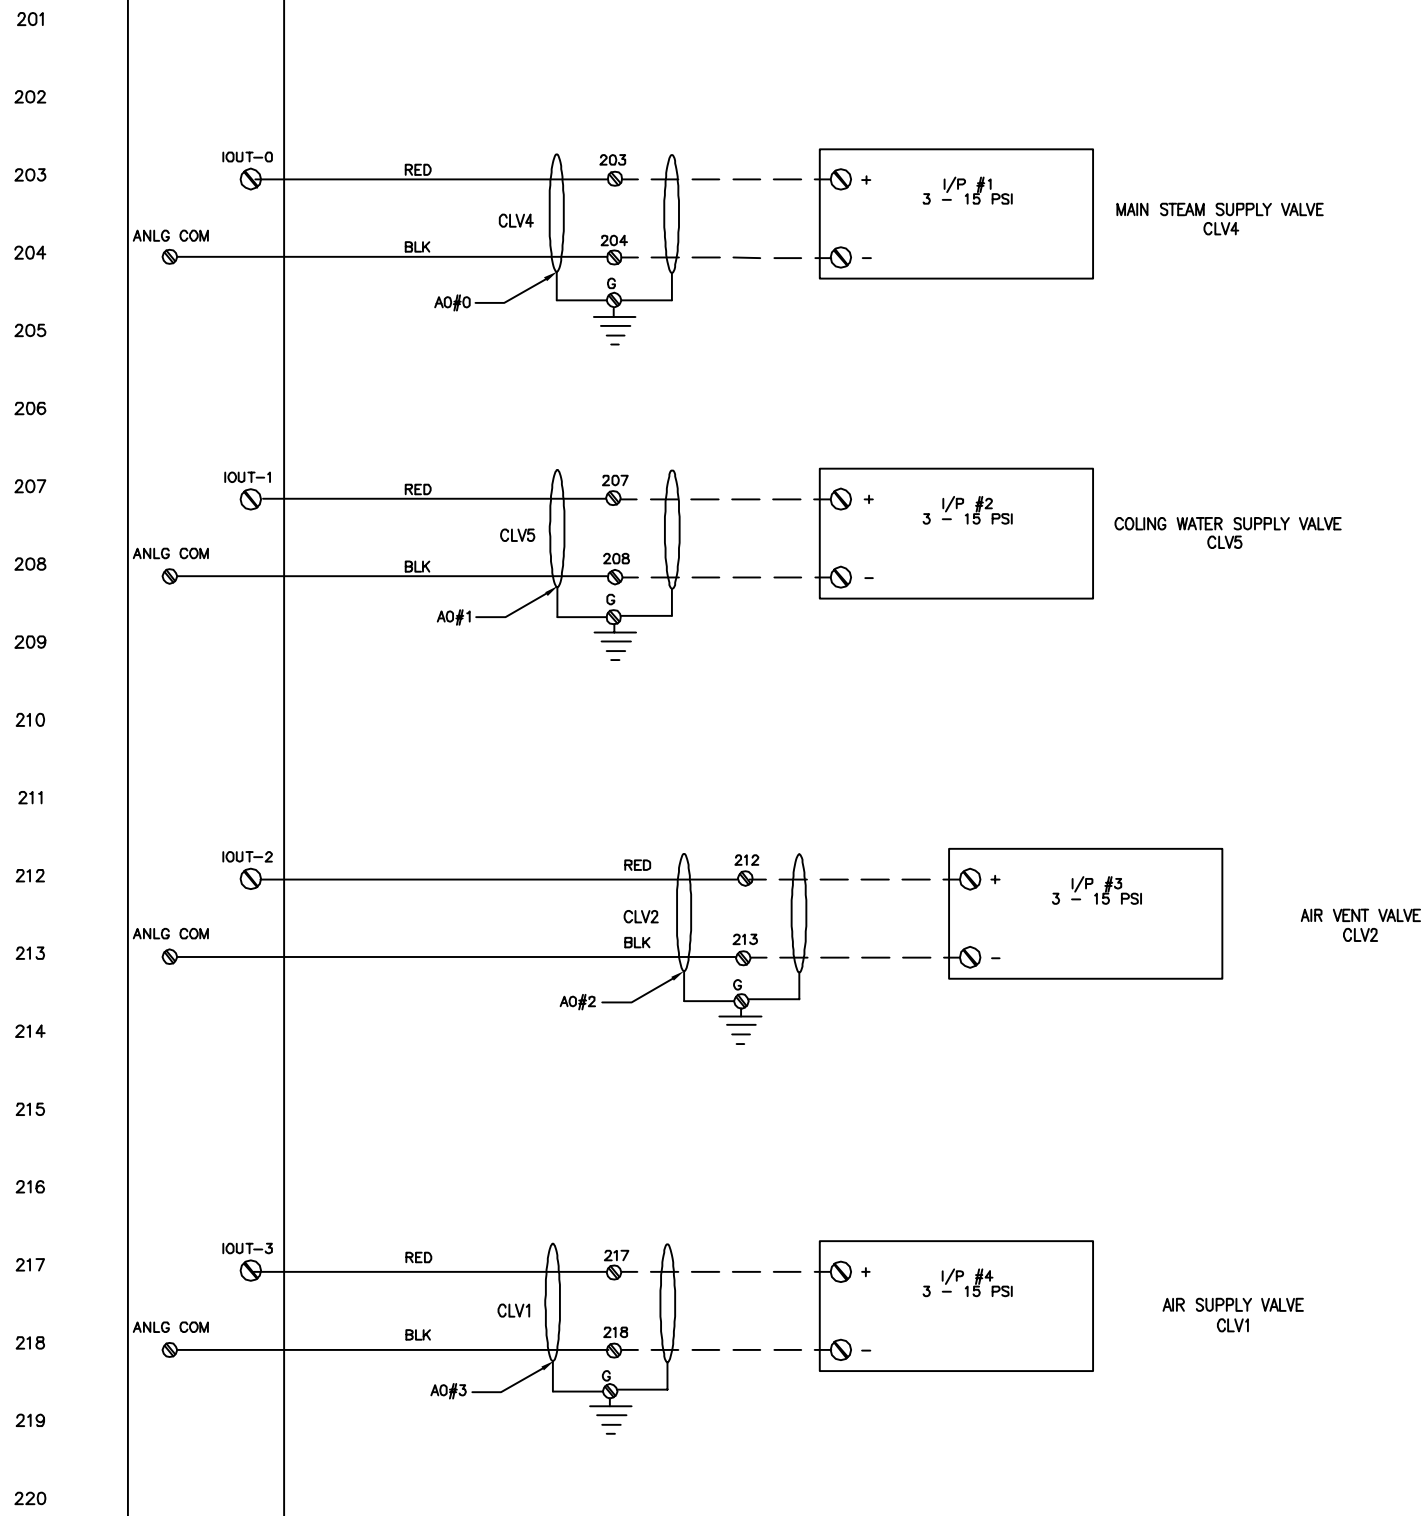 201
202
203
IOUT-0
RED
203
+
I/P #1
3 - 15 PSI
MAIN STEAM SUPPLY VALVE
CLV4
CLV4
204
ANLG COM
BLK
204
-
AO#0
G
205
206
207
IOUT-1
RED
207
+
I/P #2
3 - 15 PSI
COLING WATER SUPPLY VALVE
CLV5
CLV5
208
ANLG COM
BLK
208
-
AO#1
G
209
210
211
212
IOUT-2
RED
212
+
I/P #3
3 - 15 PSI
AIR VENT VALVE
CLV2
CLV2
213
ANLG COM
BLK
213
-
AO#2
G
214
215
216
217
IOUT-3
RED
217
+
I/P #4
3 - 15 PSI
AIR SUPPLY VALVE
CLV1
CLV1
218
ANLG COM
BLK
218
-
AO#3
G
219
220